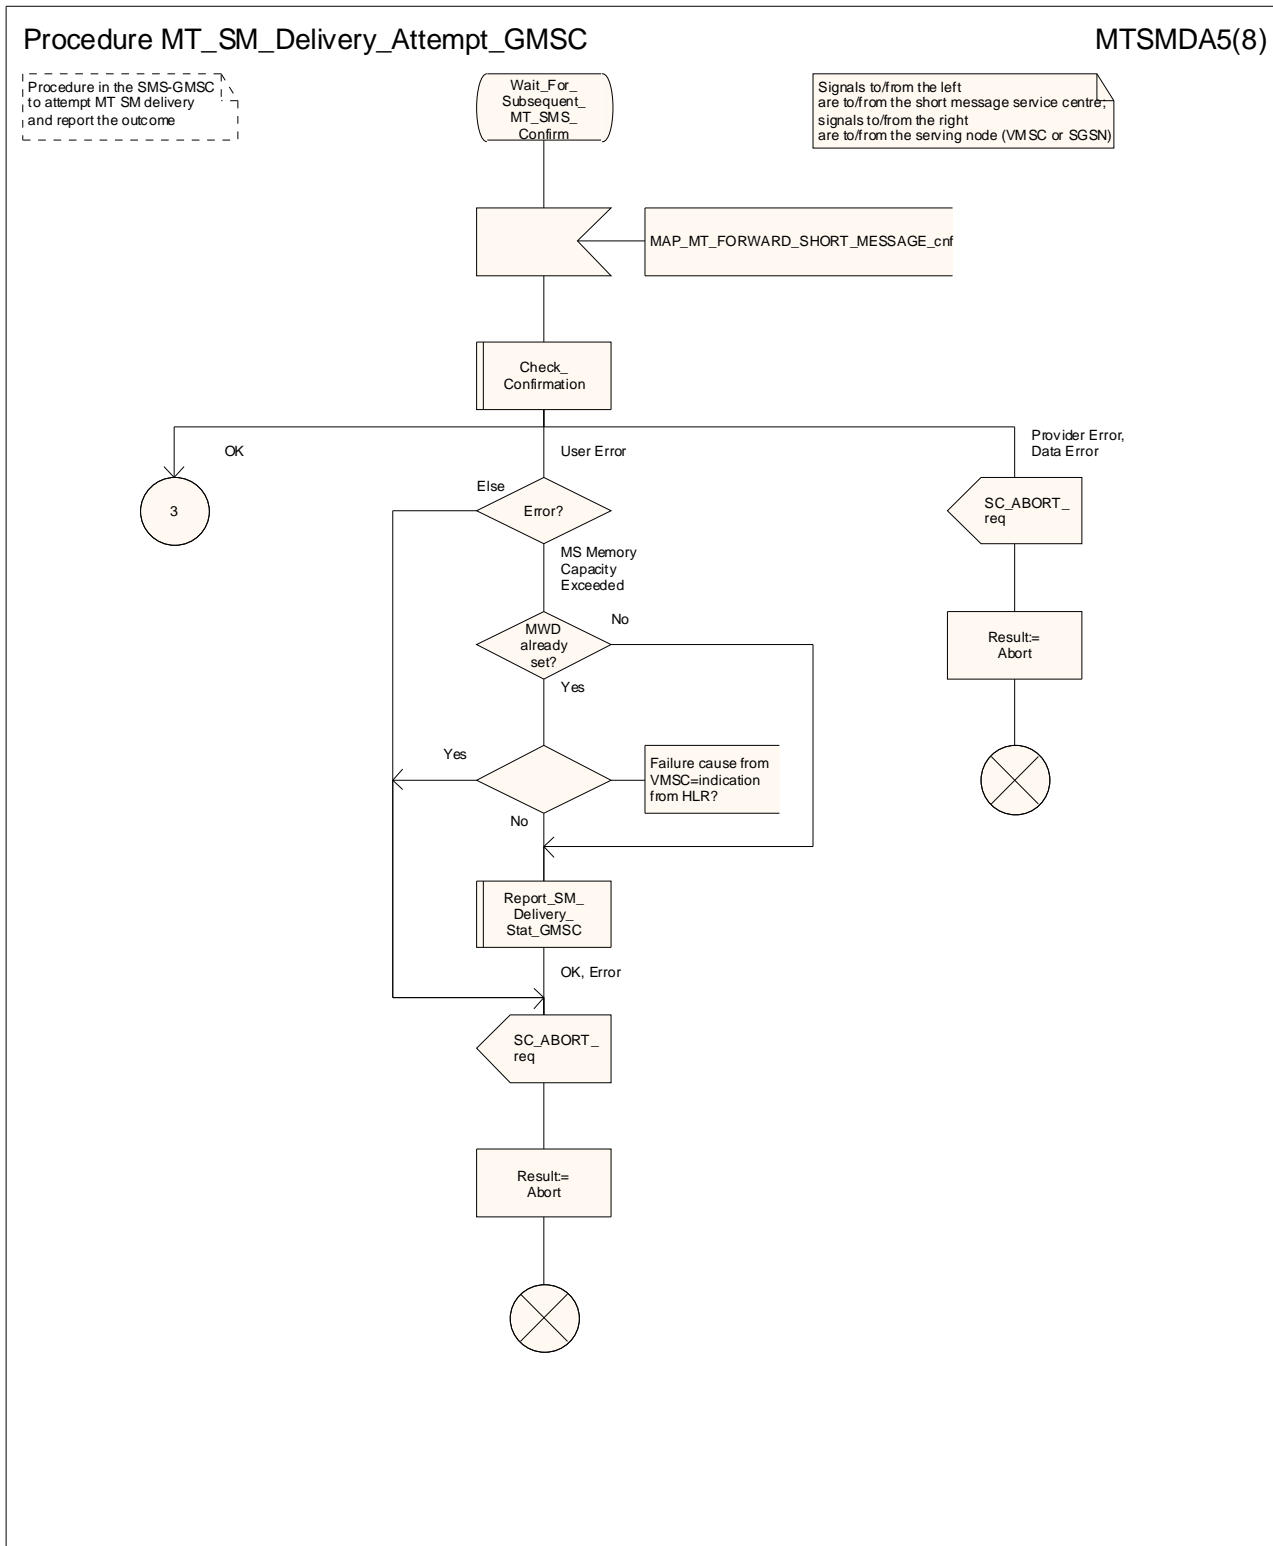 Procedure MT_SM_Delivery_Attempt_GMSC
MTSMDA5(8)
Procedure in the SMS-GMSC
to attempt MT SM delivery
and report the outcome
Wait_For_
Subsequent_
MT_SMS_
Confirm
Signals to/from the left
are to/from the short message service centre;
signals to/from the right
are to/from the serving node (VMSC or SGSN)
MAP_MT_FORWARD_SHORT_MESSAGE_cnf
Check_
Confirmation
OK
User Error
Provider Error,
Data Error
3
Else
Error?
SC_ABORT_
req
MS Memory
Capacity
Exceeded
MWD
already
set?
No
Result:=
Abort
Yes
Yes
Failure cause from
VMSC=indication
from HLR?
No
Report_SM_
Delivery_
Stat_GMSC
OK, Error
SC_ABORT_
req
Result:=
Abort